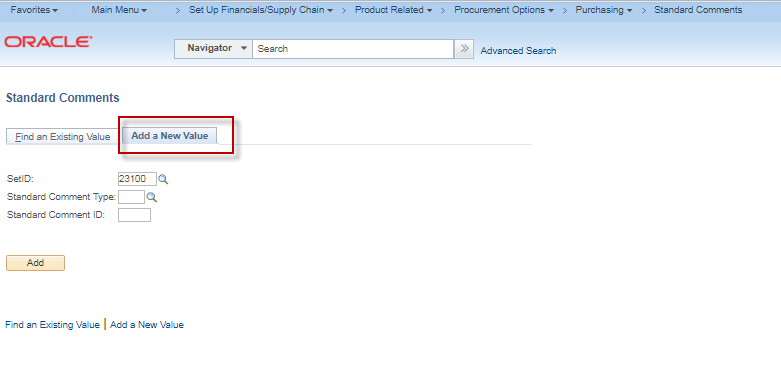 Favorites Main Menu > Set Up Financials/Supply Chain > Product Related > Procurement Options > Purchasing > Standard Comments
ORACLE'
Navigator Search Advanced Search
Standard Comments
Find an Existing Value Add a New Value
SetID: 23100
Standard Comment Type:
Standard Comment ID:
Add
Find an Existing Value | Add a New Value